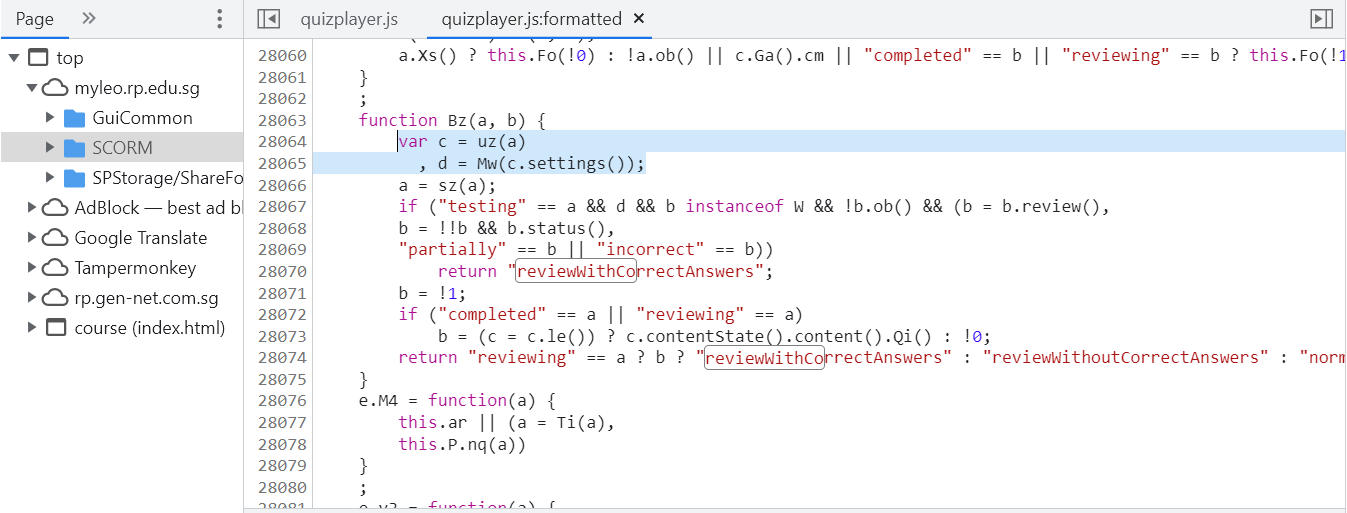 Page
quizplayer.js quizplayer.js:formatted ×
top
myleo.rp.edu.sg
GuiCommon
SCORM
SPStorage/ShareFo
AdBlock — best ad bl
Google Translate
Tampermonkey
rp.gen-net.com.sg
course (index.html)
28060 a.Xs() ? this.Fo(!0) : !a.ob() || c.Ga().cm || "completed" == b || "reviewing" == b ? this.Fo(!1
28061 }
28062 ;
28063 function Bz(a, b) {
28064 var c = uz(a)
28065 , d = Mw(c.settings());
28066 a = sz(a);
28067 if ("testing" == a && d && b instanceof W && !b.ob() && (b = b.review(),
28068 b = !!b && b.status(),
28069 "partially" == b || "incorrect" == b))
28070 return "reviewWithCorrectAnswers";
28071 b = !1;
28072 if ("completed" == a || "reviewing" == a)
28073 b = (c = c.le()) ? c.contentState().content().Qi() : !0;
28074 return "reviewing" == a ? b ? "reviewWithCorrectAnswers" : "reviewWithoutCorrectAnswers" : "norm
28075 }
28076 e.M4 = function(a) {
28077 this.ar || (a = Ti(a),
28078 this.P.nq(a))
28079 }
28080 ;